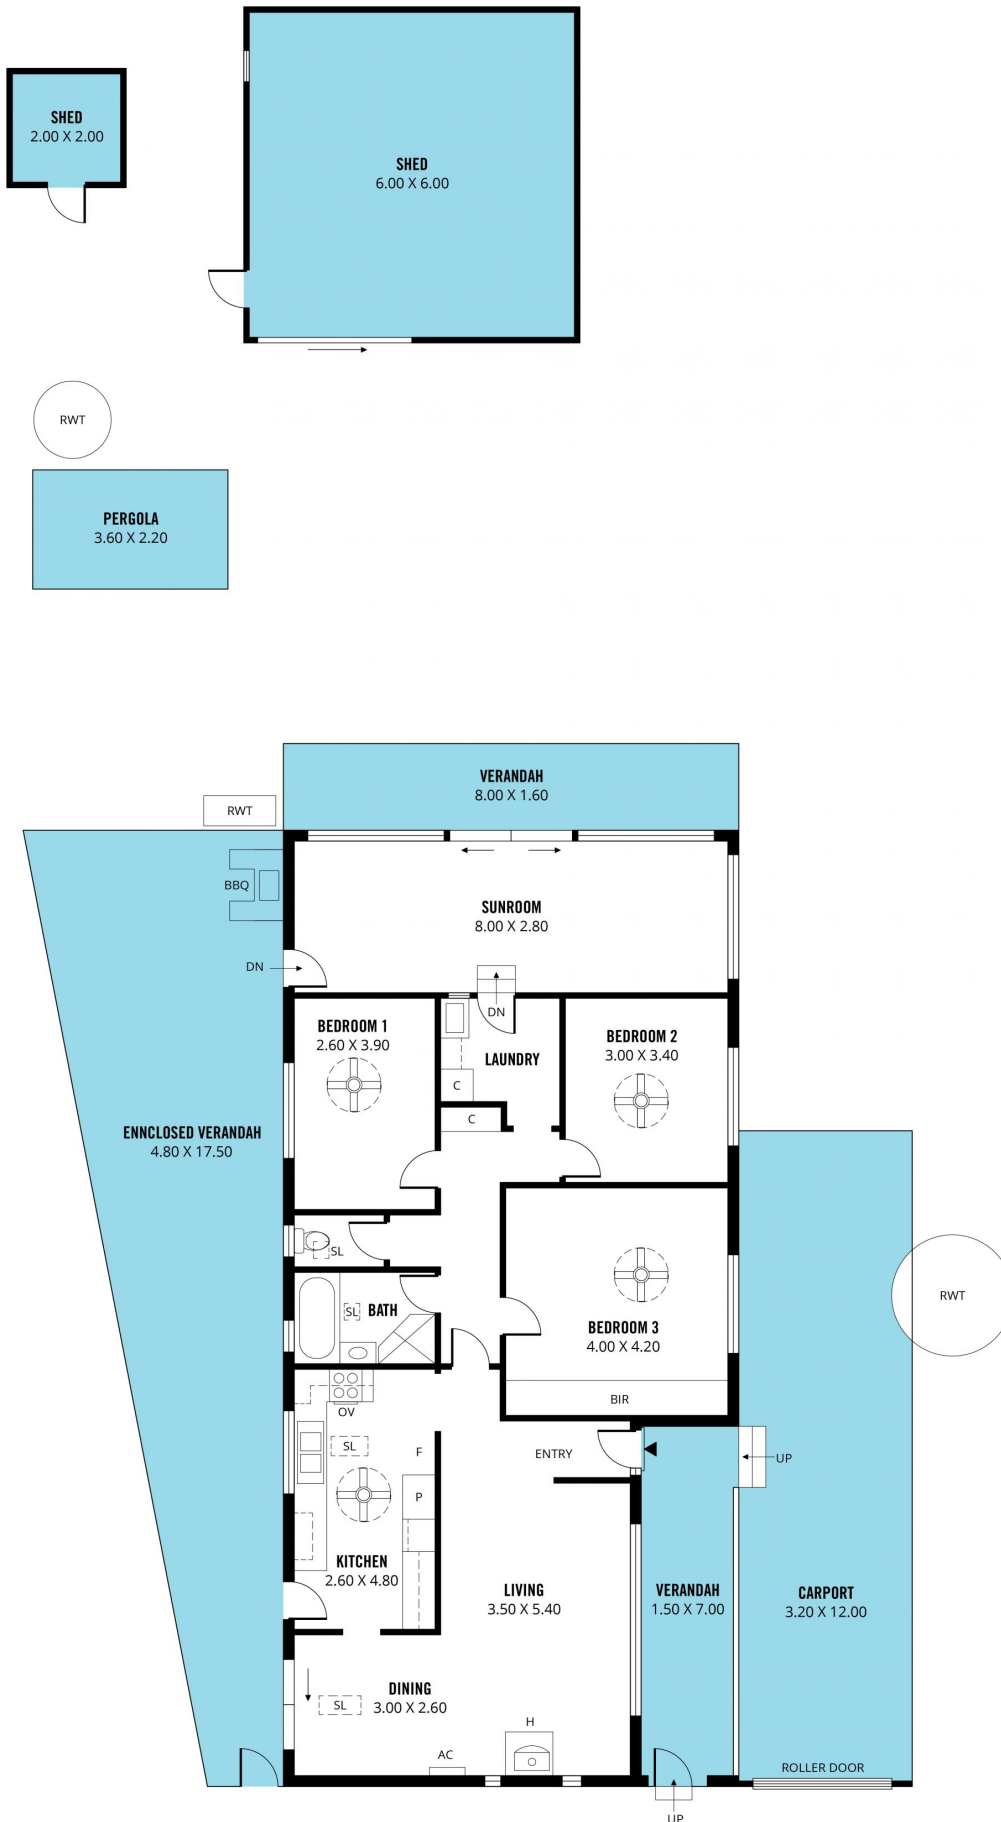 SHED
2.00 X 2.00
SHED
6.00 X 6.00
RWT
PERGOLA
3.60 X 2.20
VERANDAH
8.00 X 1.60
RWT
BBQ
SUNROOM
8.00 X 2.80
DN
DN
BEDROOM 1
2.60 X 3.90
LAUNDRY
BEDROOM 2
3.00 X 3.40
C
C
ENNCLOSED VERANDAH
4.80 X 17.50
SL
SL
BATH
BEDROOM 3
4.00 X 4.20
RWT
BIR
OV
SL
F
ENTRY
UP
P
KITCHEN
2.60 X 4.80
LIVING
3.50 X 5.40
VERANDAH
1.50 X 7.00
CARPORT
3.20 X 12.00
DINING
3.00 X 2.60
SL
H
AC
ROLLER DOOR
UP